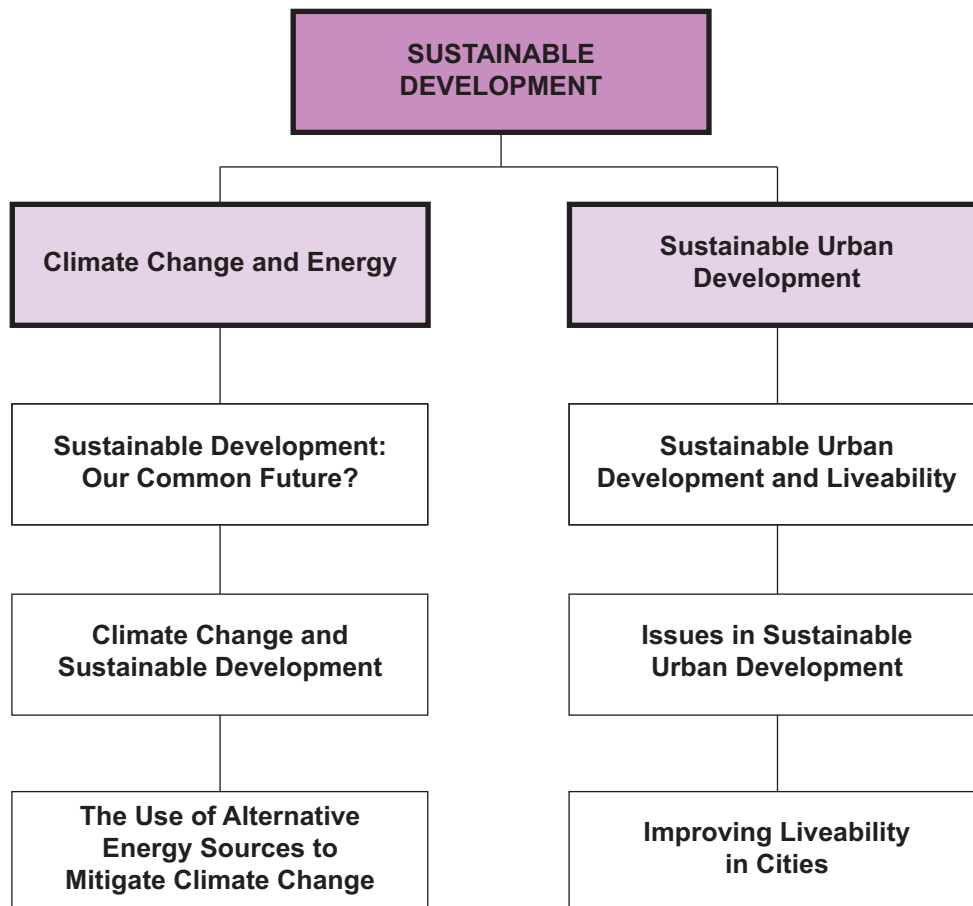 SUSTAINABLE
DEVELOPMENT
Climate Change and Energy
Sustainable Urban
Development
Sustainable Development:
Our Common Future?
Sustainable Urban
Development and Liveability
Climate Change and
Sustainable Development
Issues in Sustainable
Urban Development
The Use of Alternative
Energy Sources to
Mitigate Climate Change
Improving Liveability
in Cities